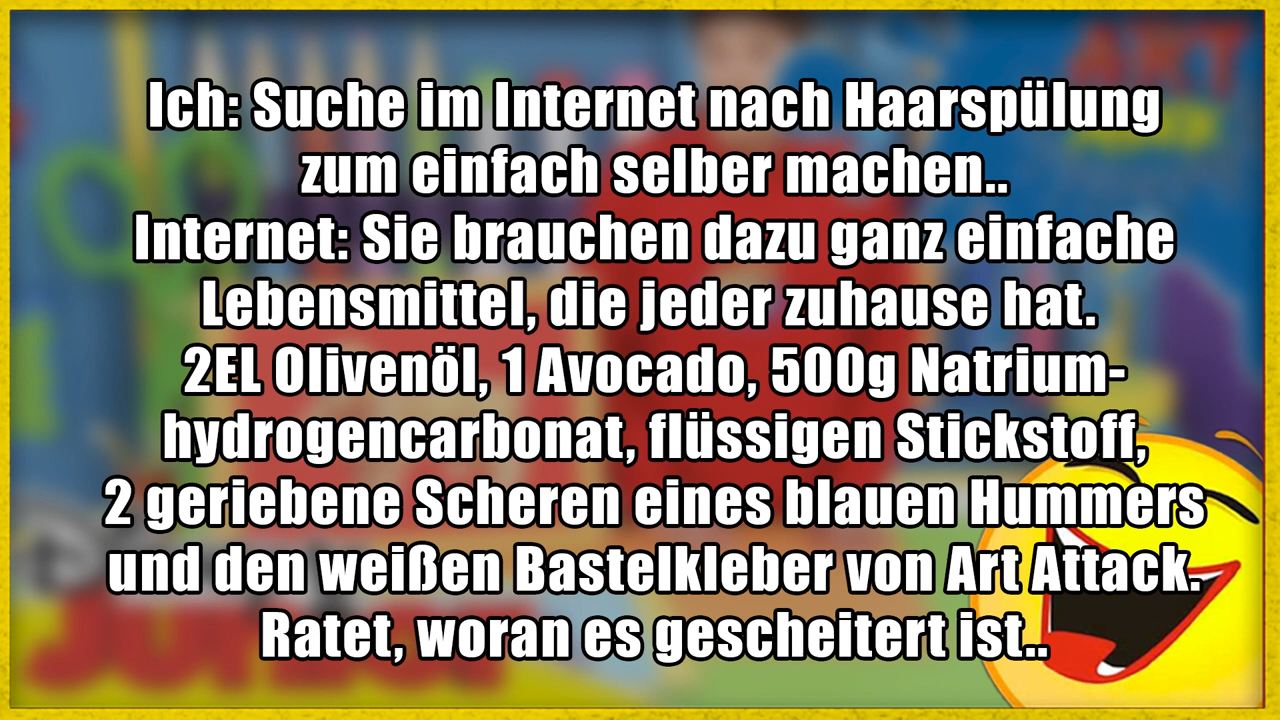 Ich: Suche im Internet nach Haarspülung
zum einfach selber machen..
Internet: Sie brauchen dazu ganz einfache
Lebensmittel, die jeder zuhause hat.
2EL Olivenöl, 1 Avocado, 500g Natrium-
hydrogencarbonat, flüssigen Stickstoff,
2 geriebene Scheren eines blauen Hummers
und den weißen Bastelkleber von Art Attack.
Ratet, woran es gescheitert ist..